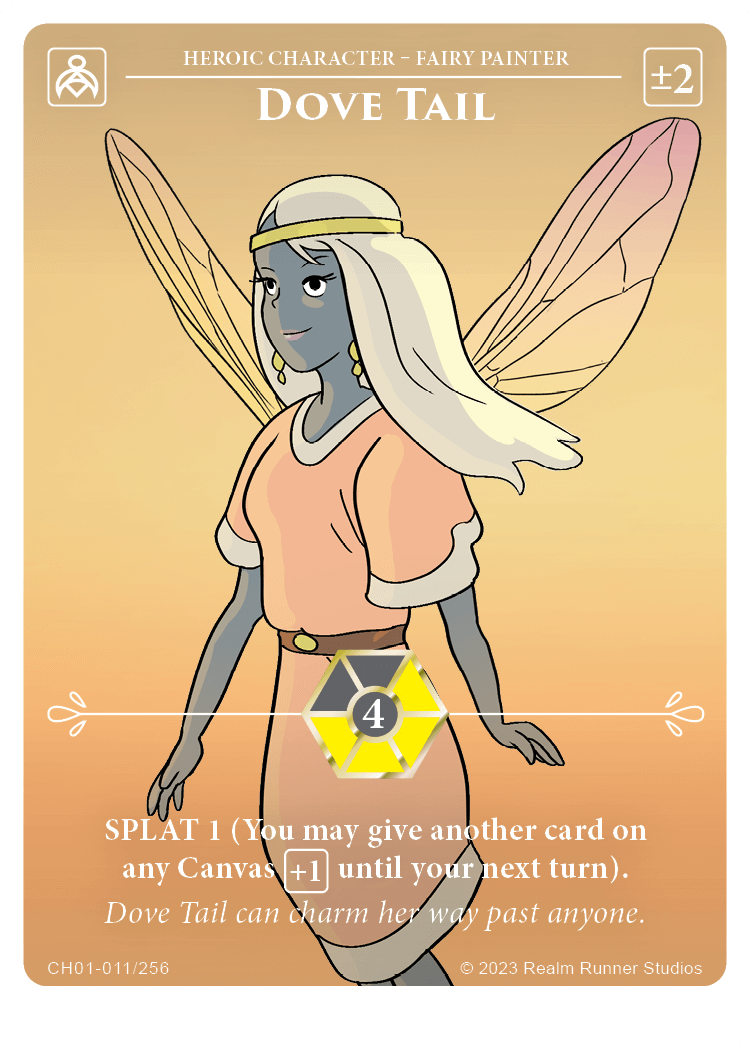 HEROIC CHARACTER – FAIRY PAINTER
±2
DOVE TAIL
4
SPLAT 1 (You may give another card on
any Canvas +1 until your next turn).
Dove Tail can charm her way past anyone.
CH01-011/256
© 2023 Realm Runner Studios